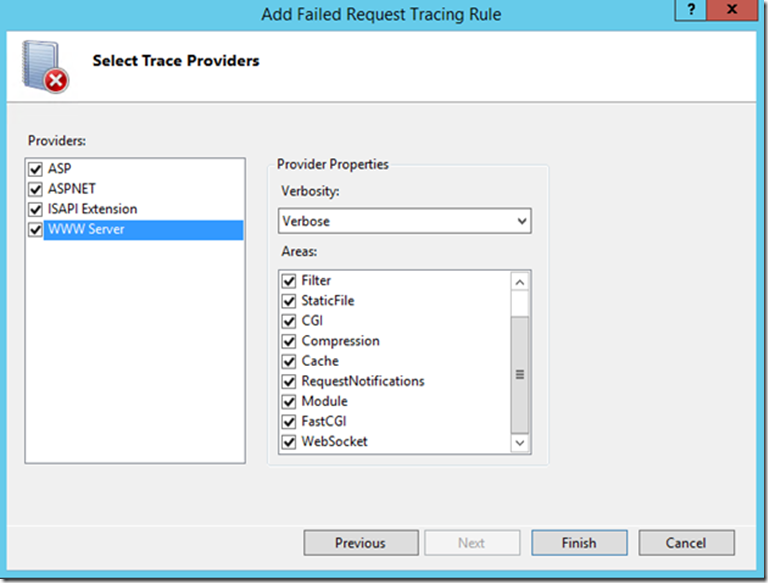 Add Failed Request Tracing Rule
?
x
Select Trace Providers
Providers:
ASP
ASPNET
ISAPI Extension
WWW Server
Provider Properties
Verbosity:
Verbose
Areas:
Filter
StaticFile
CGI
Compression
Cache
RequestNotifications
Module
FastCGI
WebSocket
Previous
Next
Finish
Cancel